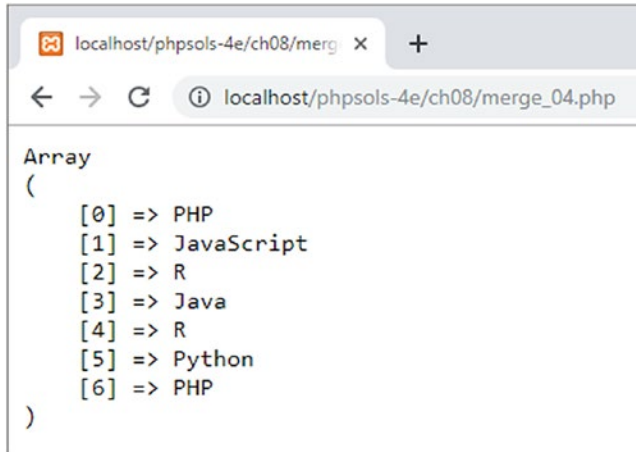 localhost/phpsols-4e/ch08/merg
localhost/phpsols-4e/ch08/merge_04.php
Array
(
    [0] => PHP
    [1] => JavaScript
    [2] => R
    [3] => Java
    [4] => R
    [5] => Python
    [6] => PHP
)